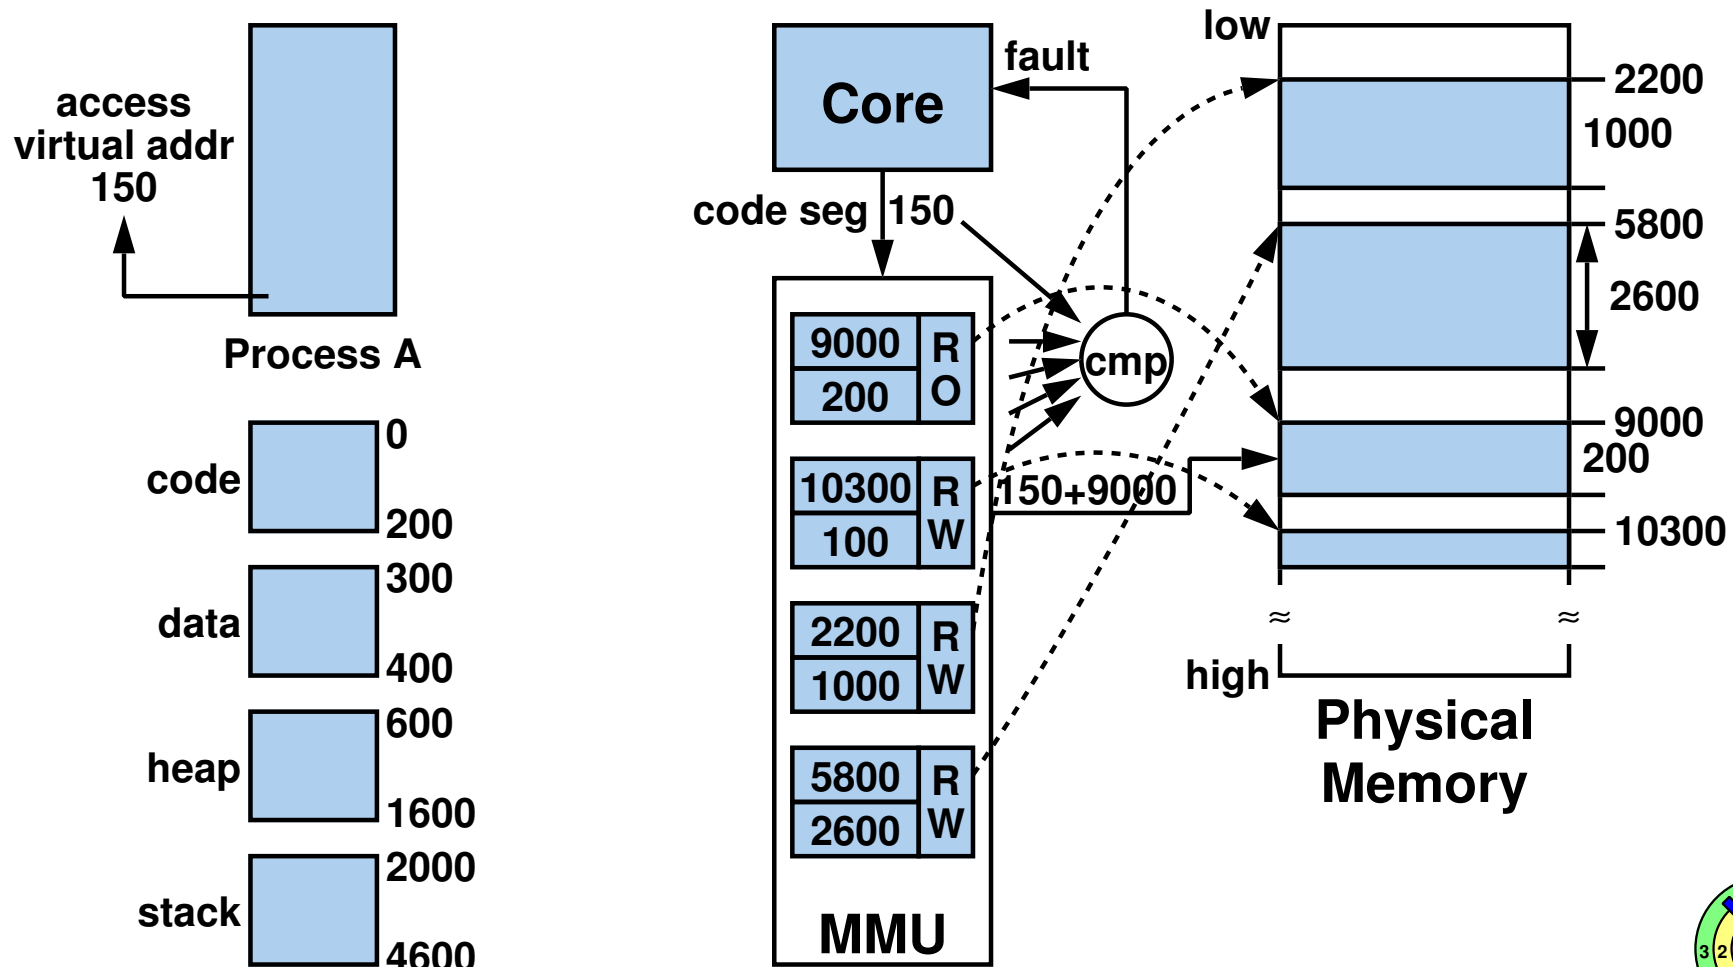 access
virtual addr
150
Process A
code
0
200
data
300
400
heap
600
1600
stack
2000
4600
Core
fault
code seg
150
9000
200
R
O
10300
100
R
W
2200
1000
R
W
5800
2600
R
W
MMU
cmp
150+9000
low
2200
1000
5800
2600
9000
200
10300
≈
≈
high
Physical
Memory
3
2